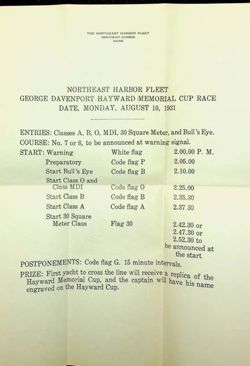 THE NORTHEAST HARBOR FLEET
NORTHEAST HARBOR
MAINE
NORTHEAST HARBOR FLEET
GEORGE DAVENPORT HAYWARD MEMORIAL CUP RACE
DATE, MONDAY, AUGUST 10, 1931
ENTRIES: Classes A, B, O, MDI, 30 Square Meter, and Bull's Eye.
COURSE: No. 7 or 8, to be announced at warning signal.
START: Warning White flag 2.00.00 P. M.
Preparatory Code flag P 2.05.00
Start Bull's Eye Code flag B 2.10.00
Start Class O and
Class MDI Code flag O 2.25.00
Start Class B Code flag B 2.35.30
Start Class A Code flag A 2.37.30
Start 30 Square
Meter Class Flag 30 2.42.30 or
2.47.30 or
2.52.30 to
be announced at
the start
POSTPONEMENTS: Code flag G. 15 minute intervals.
PRIZE: First yacht to cross the line will receive a replica of the
Hayward Memorial Cup, and the captain will have his name
engraved on the Hayward Cup.